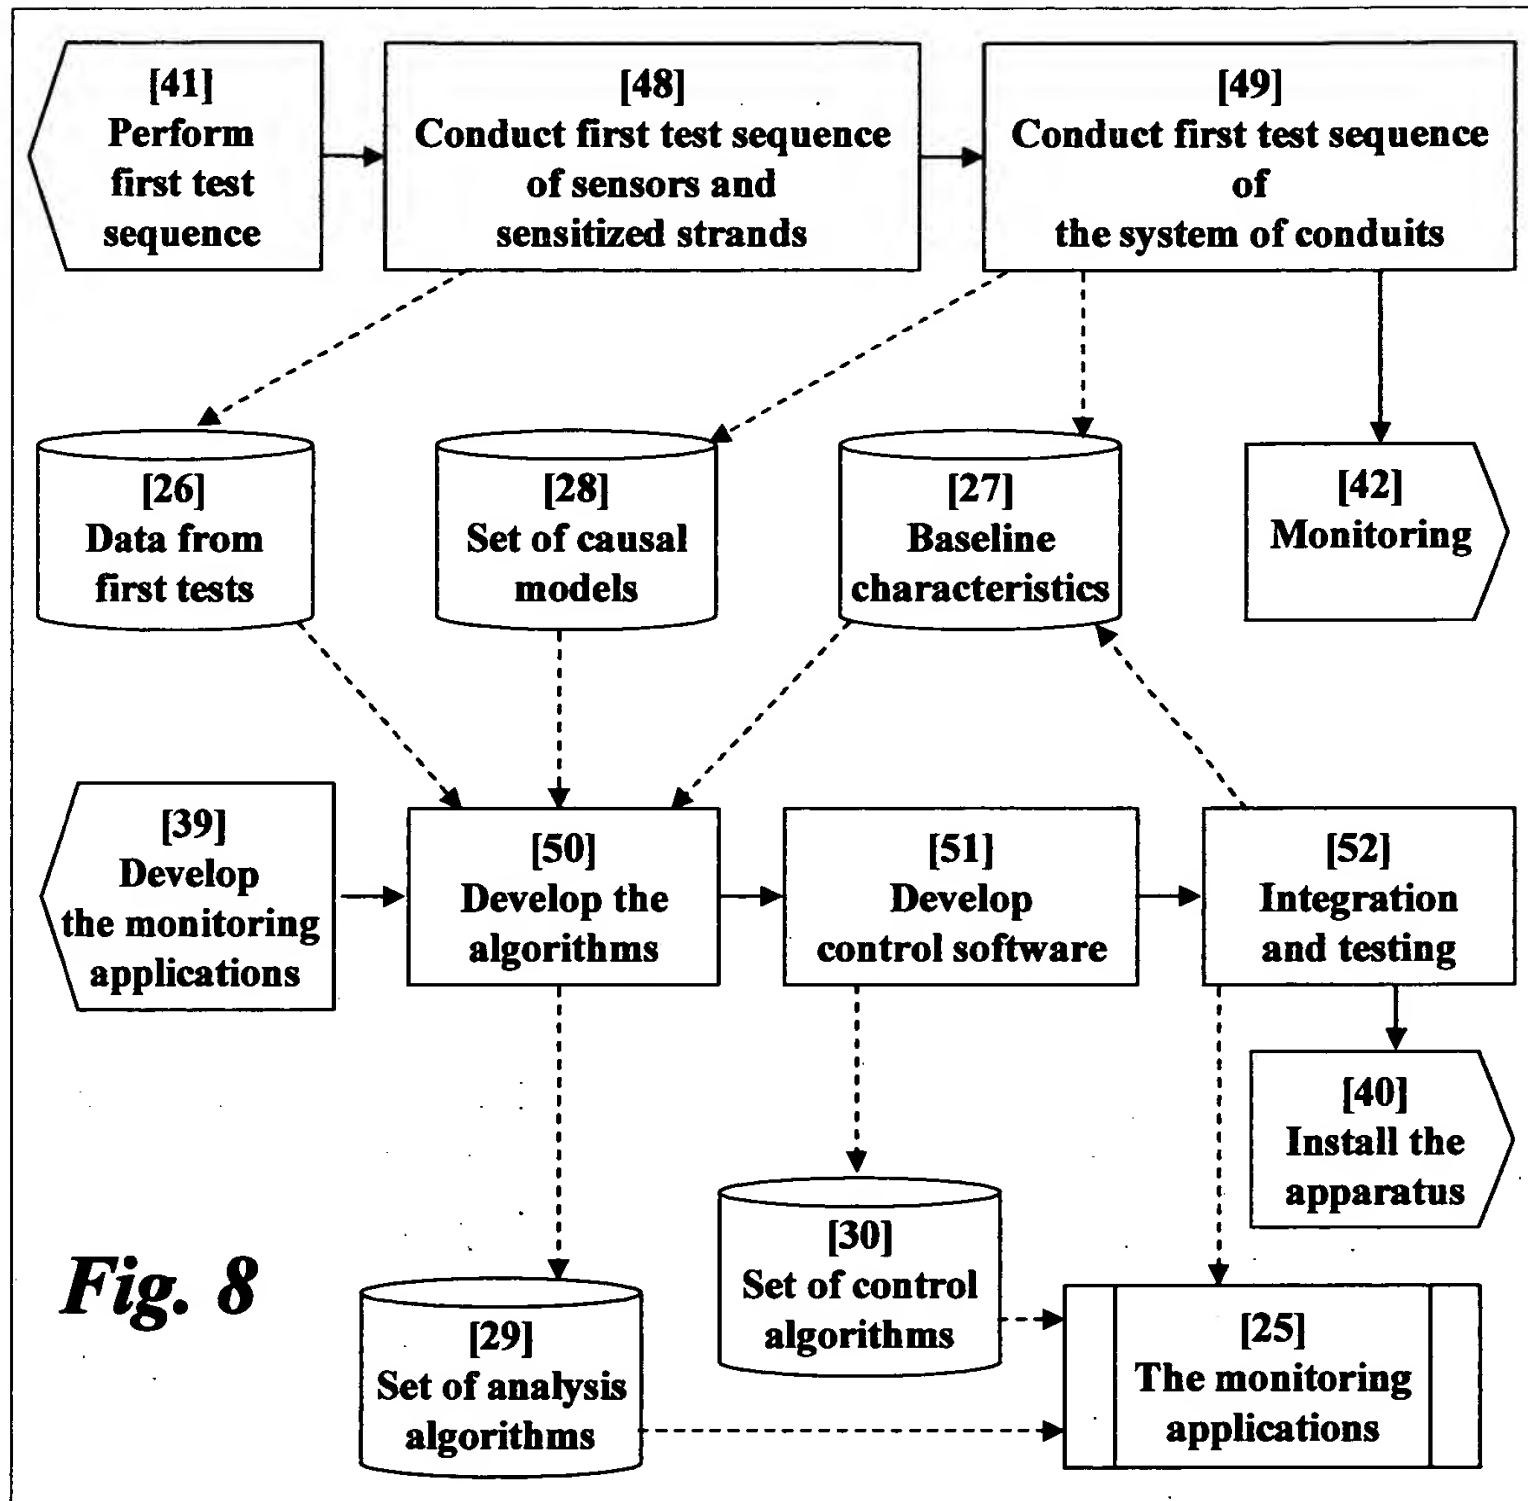 [41]
Perform
first test
sequence
[48]
Conduct first test sequence
of sensors and
sensitized strands
[49]
Conduct first test sequence
of
the system of conduits
[26]
Data from
first tests
[28]
Set of causal
models
[27]
Baseline
characteristics
[42]
Monitoring
[39]
Develop
the monitoring
applications
[50]
Develop the
algorithms
[51]
Develop
control software
[52]
Integration
and testing
[40]
Install the
apparatus
[30]
Set of control
algorithms
[29]
Set of analysis
algorithms
[25]
The monitoring
applications
Fig. 8